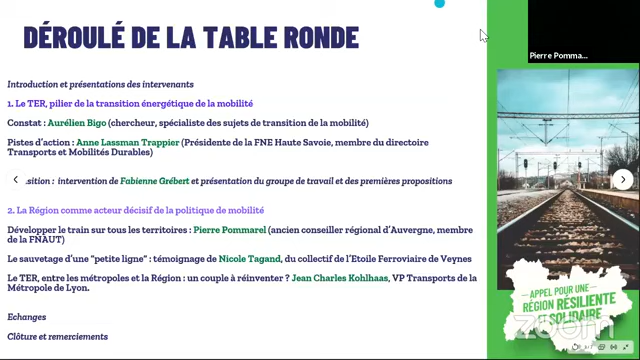 DÉROULÉ DE LA TABLE RONDE
Pierre Pomma...
Introduction et présentations des intervenants
1. Le TER, pilier de la transition énergétique de la mobilité
Constat : Aurélien Bigo (chercheur, spécialiste des sujets de transition de la mobilité)
Pistes d'action : Anne Lassman Trappier (Présidente de la FNE Haute Savoie, membre du directoire
Transports et Mobilités Durables)
sition : intervention de Fabienne Grébert et présentation du groupe de travail et des premières propositions
2. La Région comme acteur décisif de la politique de mobilité
Développer le train sur tous les territoires : Pierre Pommarel (ancien conseiller régional d'Auvergne, membre
de la FNAUT)
Le sauvetage d'une "petite ligne" : témoignage de Nicole Tagand, du collectif de l'Etoile Ferroviaire de Veynes
Le TER, entre les métropoles et la Région : un couple à réinventer ? Jean Charles Kohlhaas, VP Transports de la
Métropole de Lyon.
Echanges
Clôture et remerciements
APPEL POUR UNE
RÉGION RÉSILIENTE
SOLIDAIRE
zoom